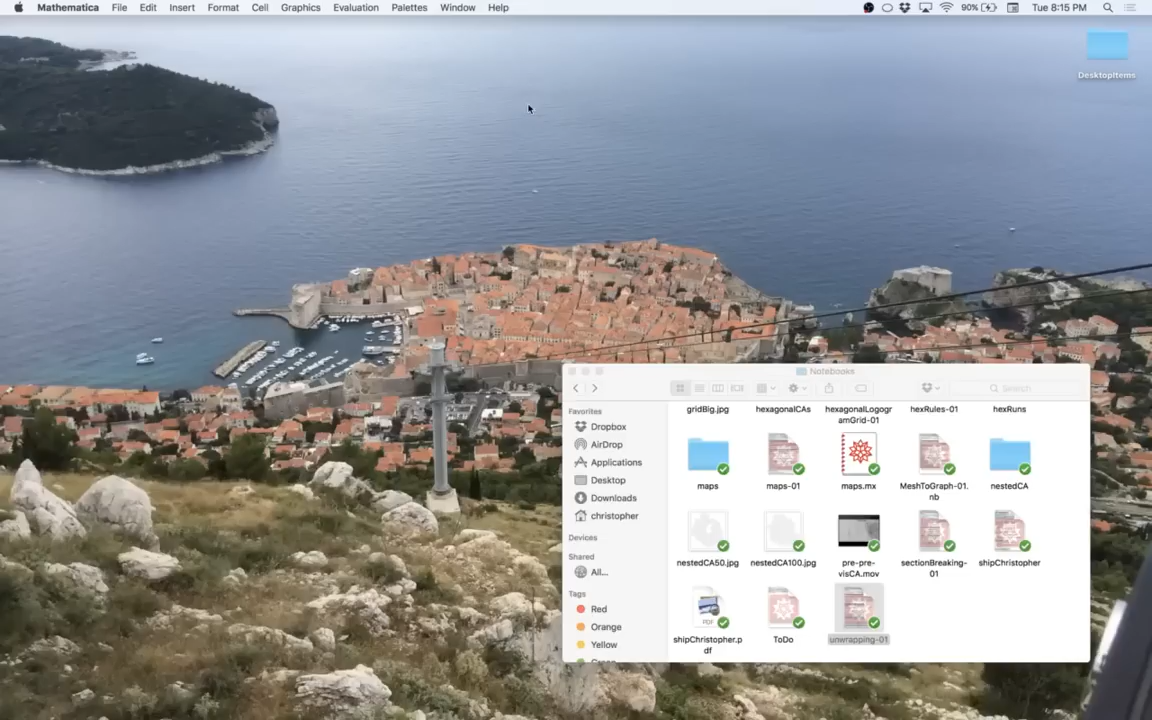 Mathematica File Edit Insert Format Cell Graphics Evaluation Palettes Window Help 90% Tue 8:15 PM
DesktopItems
Notebooks
Search
Favorites
Dropbox
AirDrop
Applications
Desktop
Downloads
christopher
Devices
Shared
All...
Tags
Red
Orange
Yellow
Green
gridBig.jpg hexagonalCAs hexagonalLogogr hexRules-01 hexRuns
amGrid-01
maps maps-01 maps.mx MeshToGraph-01. nestedCA
nb
nestedCA50.jpg nestedCA100.jpg pre-pre- sectionBreaking- shipChristopher
visCA.mov 01
PDF
shipChristopher.p ToDo unwrapping-01
df